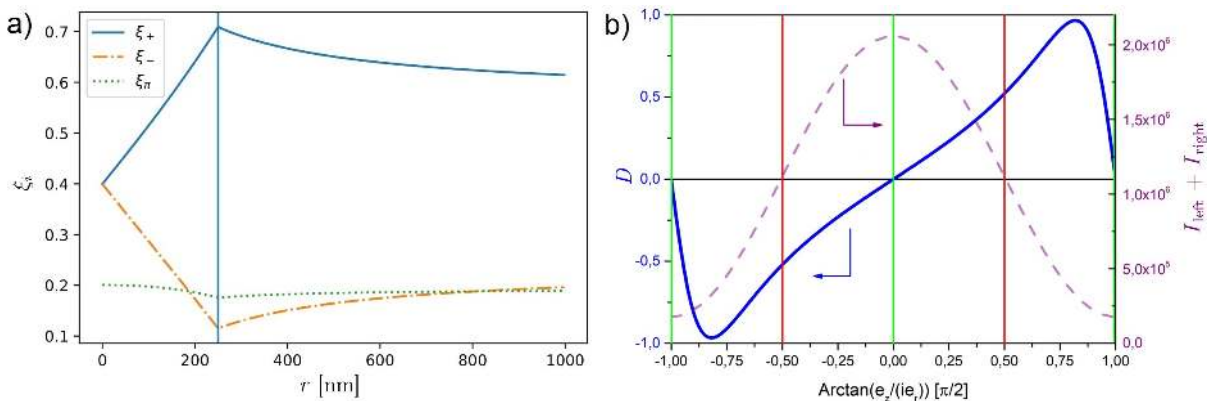 a)
ξ+
ξ−
ξπ
0.7
0.6
0.5
0.4
0.3
0.2
0.1
ξi
0 200 400 600 800 1000
r [nm]
b)
1,0
0,5
0,0
-0,5
-1,0
D
2,0x10⁶
1,5x10⁶
1,0x10⁶
5,0x10⁵
0,0
I left + I right
-1,00 -0,75 -0,50 -0,25 0,00 0,25 0,50 0,75 1,00
Arctan(e_z/(ie_r)) [π/2]